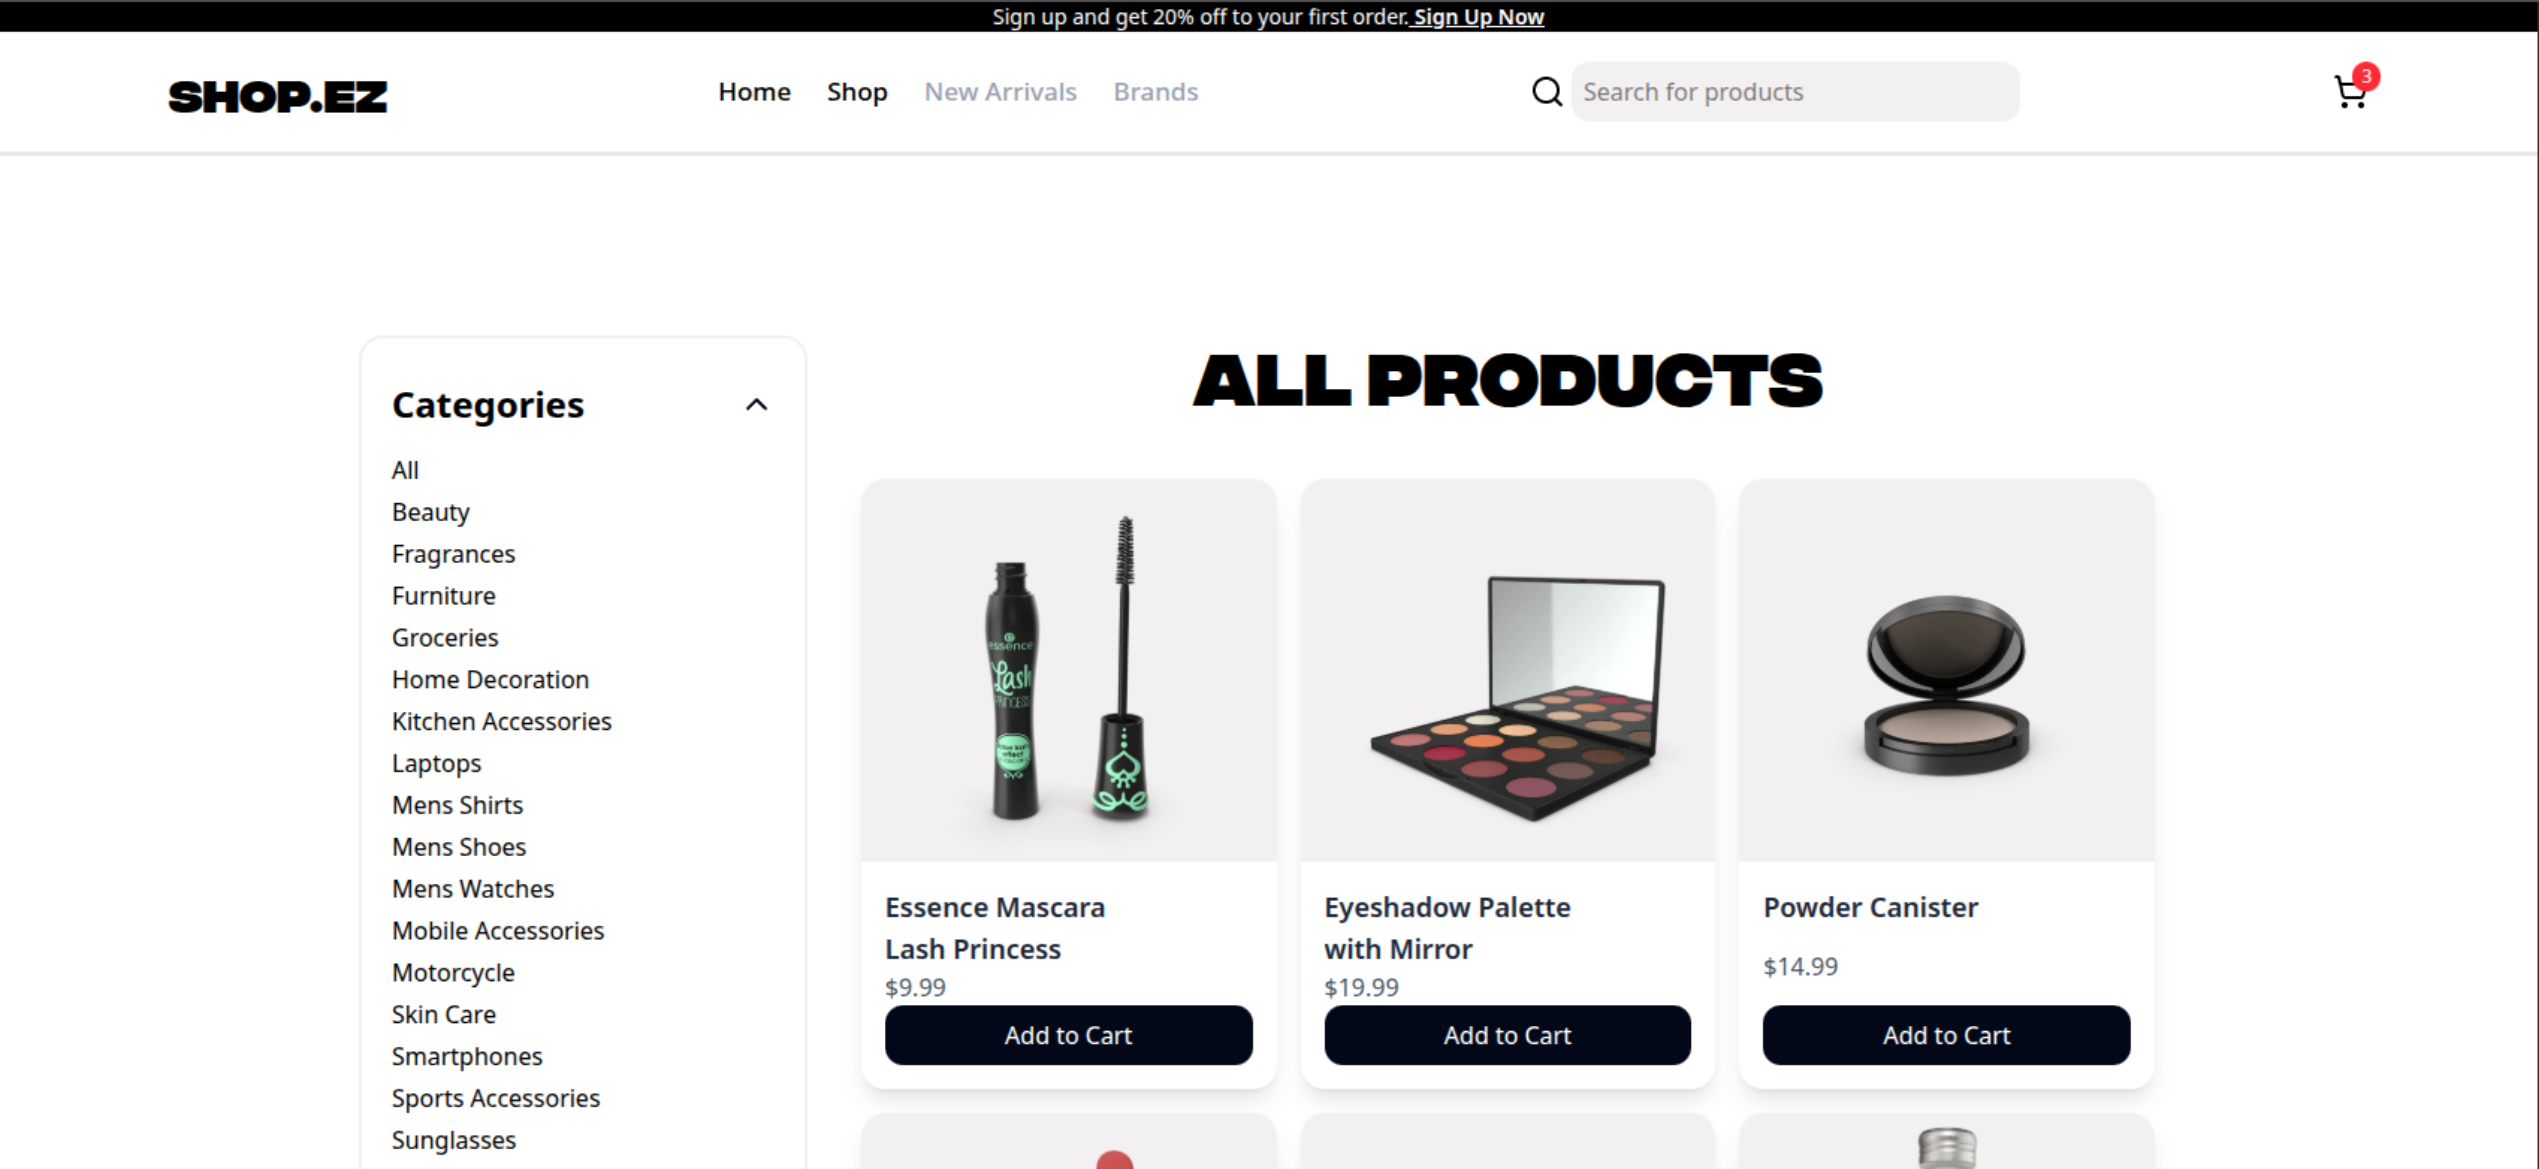 Sign up and get 20% off to your first order. Sign Up Now
SHOP.EZ
Home
Shop
New Arrivals
Brands
Search for products
3
Categories
All
Beauty
Fragrances
Furniture
Groceries
Home Decoration
Kitchen Accessories
Laptops
Mens Shirts
Mens Shoes
Mens Watches
Mobile Accessories
Motorcycle
Skin Care
Smartphones
Sports Accessories
Sunglasses
ALL PRODUCTS
essence
Lash
PRINCESS
Essence Mascara
Lash Princess
$9.99
Add to Cart
Eyeshadow Palette
with Mirror
$19.99
Add to Cart
Powder Canister
$14.99
Add to Cart